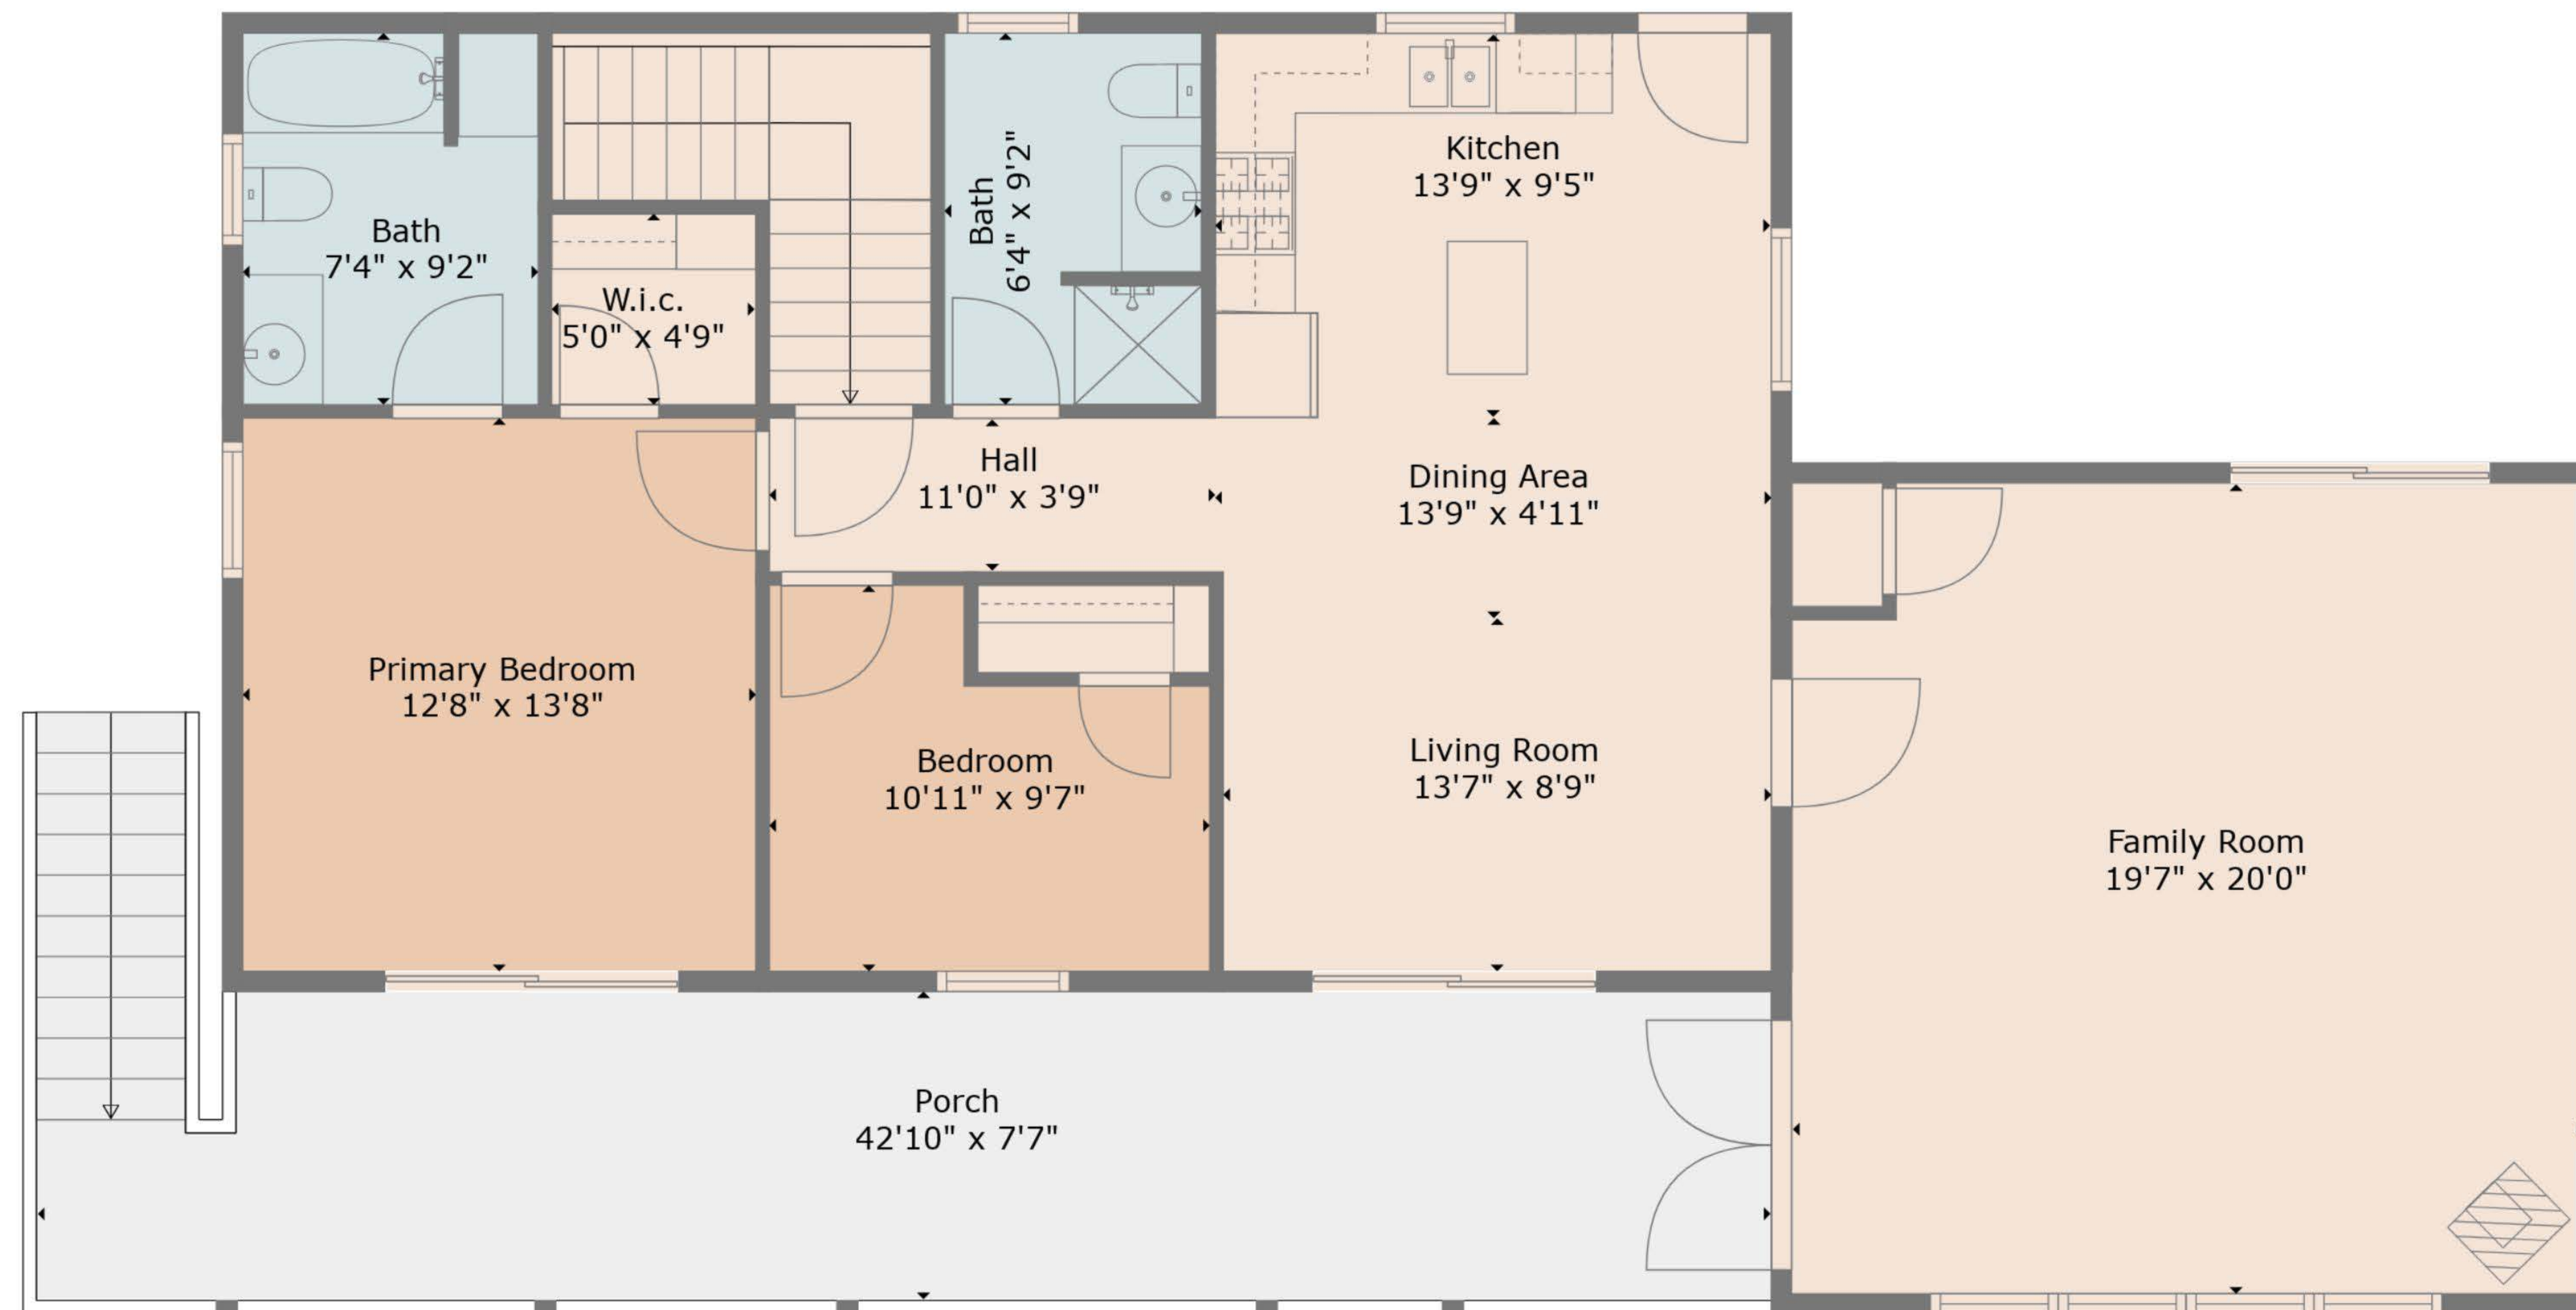 Kitchen
13'9" x 9'5"
Bath
7'4" x 9'2"
Bath
6'4" x 9'2"
W.i.c.
5'0" x 4'9"
Hall
11'0" x 3'9"
Dining Area
13'9" x 4'11"
Primary Bedroom
12'8" x 13'8"
Bedroom
10'11" x 9'7"
Living Room
13'7" x 8'9"
Family Room
19'7" x 20'0"
Porch
42'10" x 7'7"